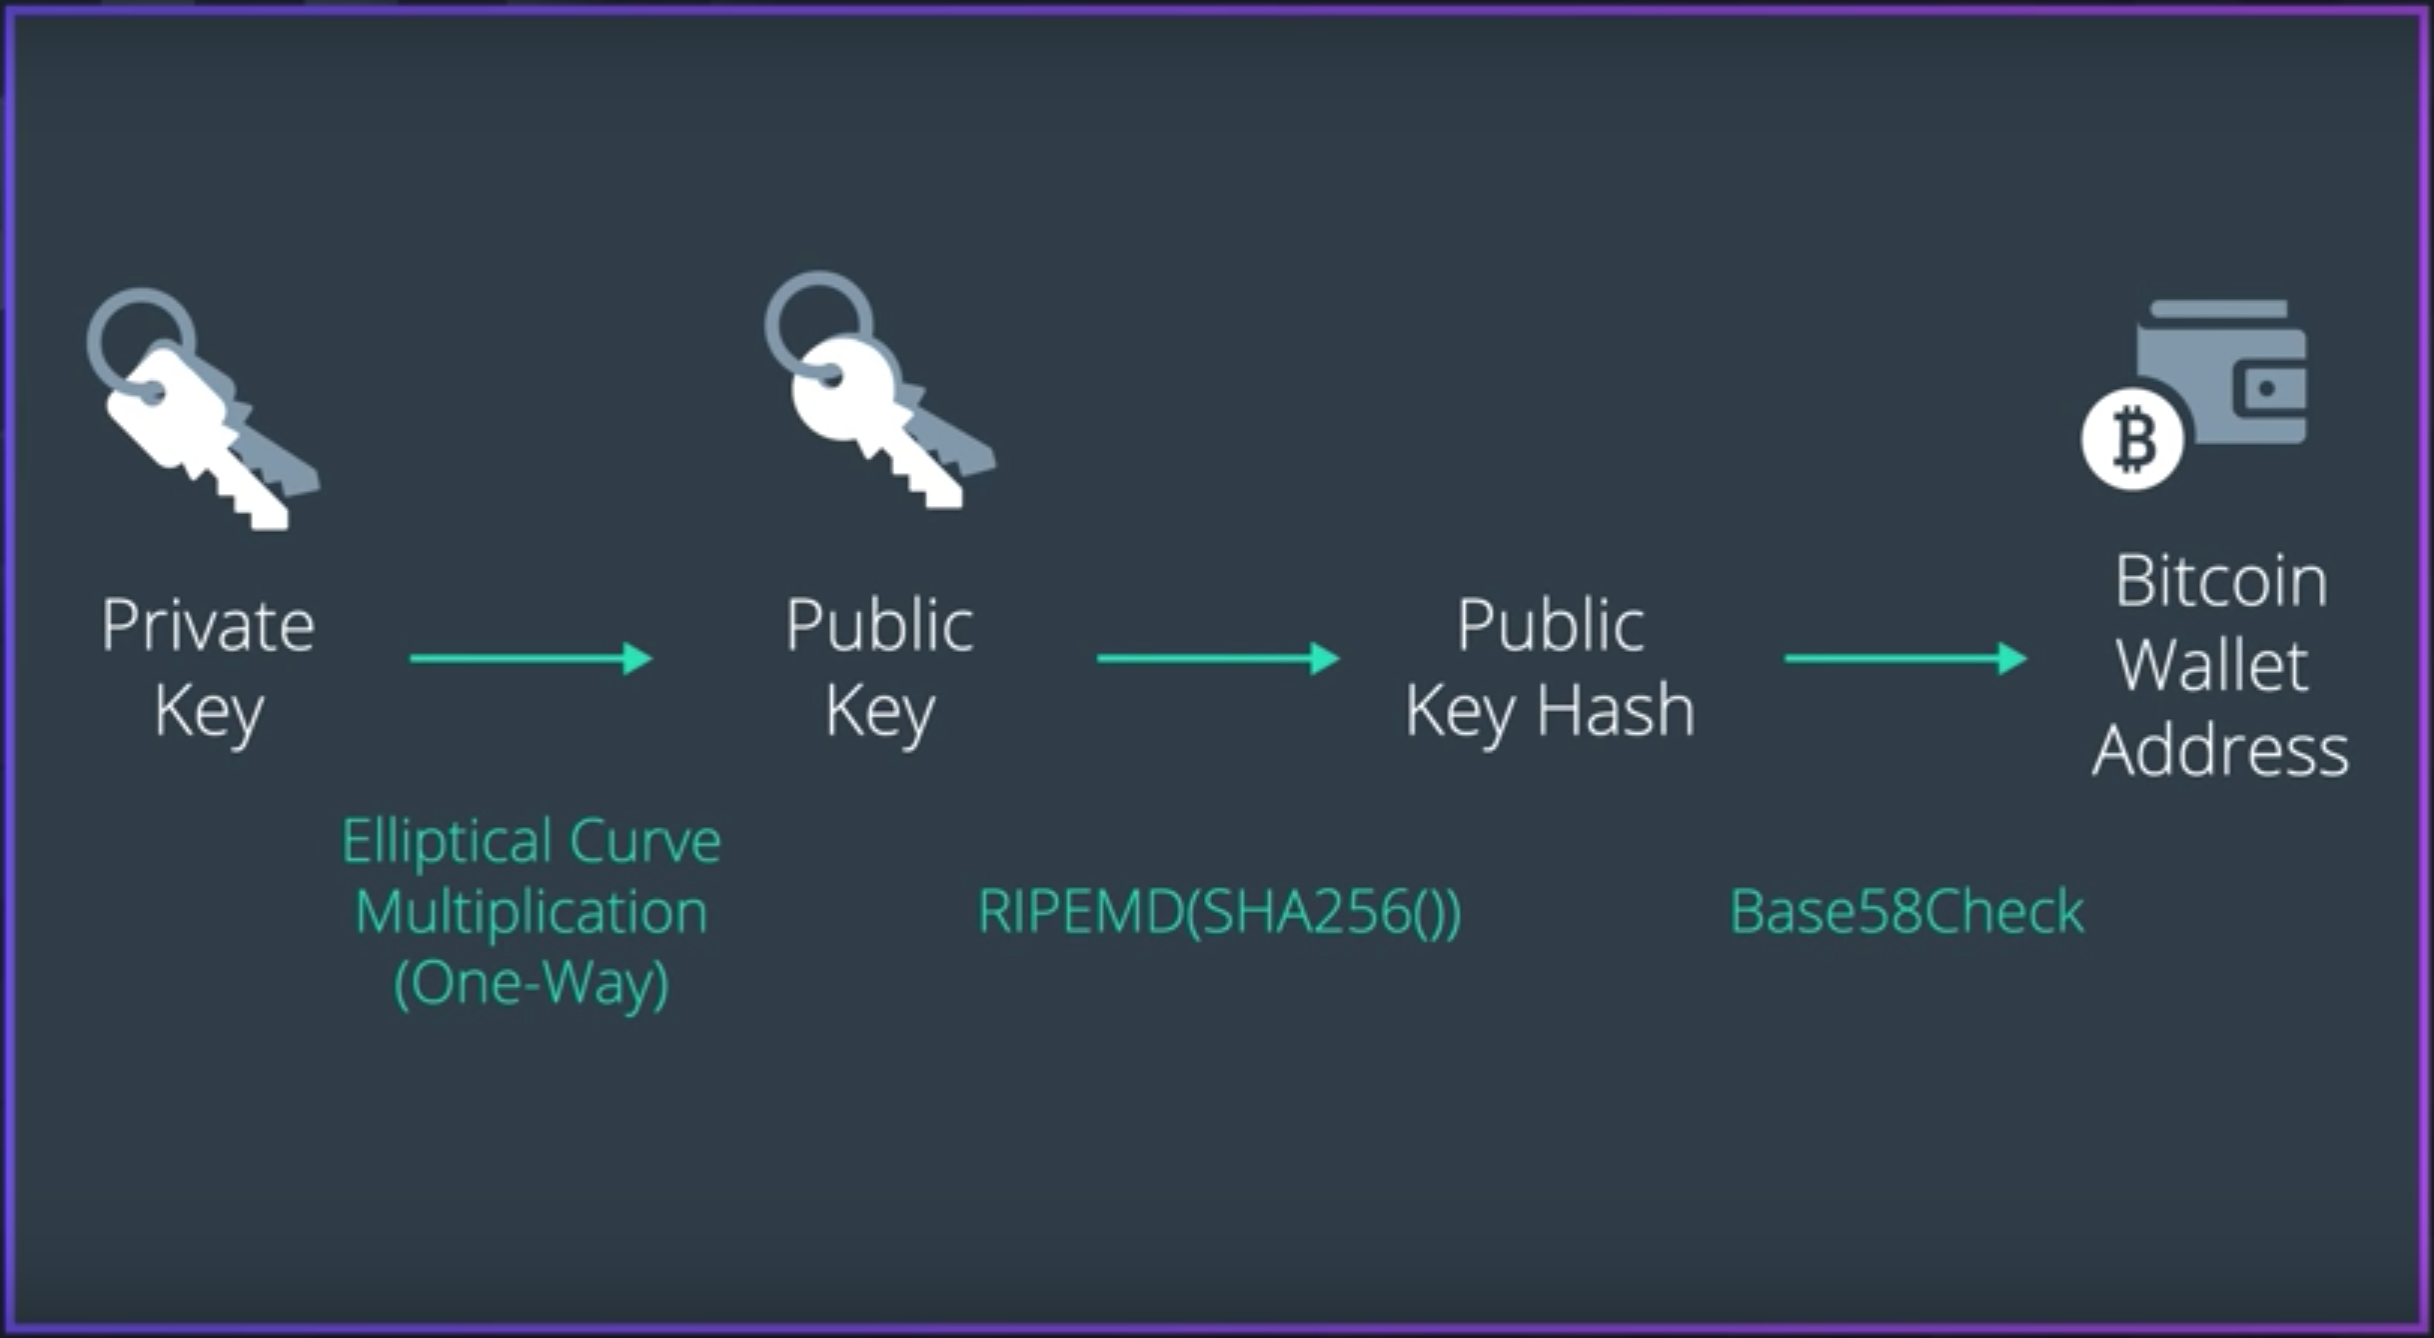 Private
Key
Public
Key
Public
Key Hash
Bitcoin
Wallet
Address
Elliptical Curve
Multiplication
(One-Way)
RIPEMD(SHA256())
Base58Check